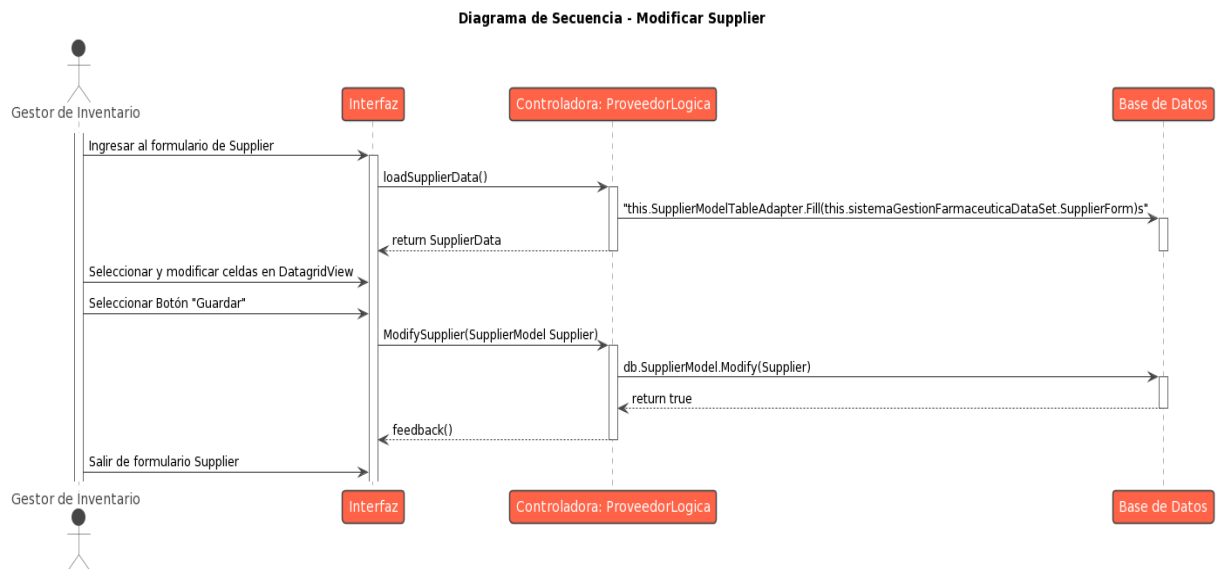 Diagrama de Secuencia - Modificar Supplier
Gestor de Inventario
Interfaz
Controladora: ProveedorLogica
Base de Datos
Ingresar al formulario de Supplier
loadSupplierData()
"this.SupplierModelTableAdapter.Fill(this.sistemaGestionFarmaceuticaDataSet.SupplierForm)s"
return SupplierData
Seleccionar y modificar celdas en DatagridView
Seleccionar Botón "Guardar"
ModifySupplier(SupplierModel Supplier)
db.SupplierModel.Modify(Supplier)
return true
feedback()
Salir de formulario Supplier
Gestor de Inventario
Interfaz
Controladora: ProveedorLogica
Base de Datos